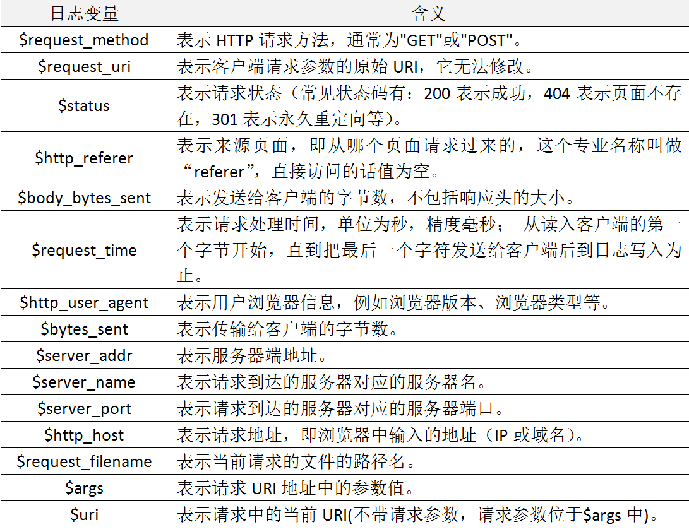 日志变量 含义
$request_method 表示 HTTP 请求方法，通常为"GET"或"POST"。
$request_uri 表示客户端请求参数的原始 URI，它无法修改。
$status 表示请求状态（常见状态码有：200 表示成功，404 表示页面不存
在，301 表示永久重定向等）。
$http_referer 表示来源页面，即从哪个页面请求过来的，这个专业名称叫做
“referer”，直接访问的话值为空。
$body_bytes_sent 表示发送给客户端的字节数，不包括响应头的大小。
$request_time 表示请求处理时间，单位为秒，精度毫秒； 从读入客户端的第一
个字节开始，直到把最后一个字符发送给客户端后到日志写入为
止。
$http_user_agent 表示用户浏览器信息，例如浏览器版本、浏览器类型等。
$bytes_sent 表示传输给客户端的字节数。
$server_addr 表示服务器端地址。
$server_name 表示请求到达的服务器对应的服务器名。
$server_port 表示请求到达的服务器对应的服务器端口。
$http_host 表示请求地址，即浏览器中输入的地址（IP 或域名）。
$request_filename 表示当前请求的文件的路径名。
$args 表示请求 URI 地址中的参数值。
$uri 表示请求中的当前 URI(不带请求参数，请求参数位于$args 中)。